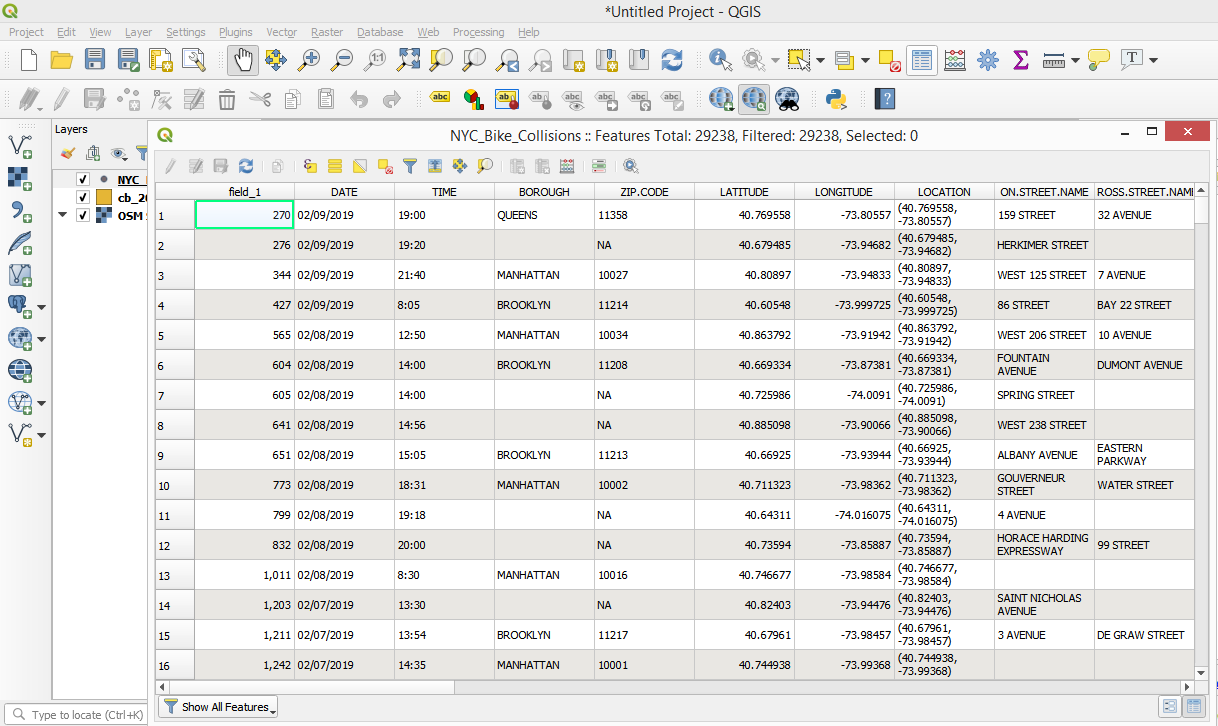 *Untitled Project - QGIS
Project Edit View Layer Settings Plugins Vector Raster Database Web Processing Help
1:1
T
abc abc ab abc abc abc abc abc
?
Layers
NYC_Bike_Collisions :: Features Total: 29238, Filtered: 29238, Selected: 0
NYC_
cb_20
OSM
field_1 DATE TIME BOROUGH ZIP.CODE LATITUDE LONGITUDE LOCATION ON.STREET.NAME ROSS.STREET.NAME
1 270 02/09/2019 19:00 QUEENS 11358 40.769558 -73.80557 (40.769558, -73.80557) 159 STREET 32 AVENUE
2 276 02/09/2019 19:20 NA 40.679485 -73.94682 (40.679485, -73.94682) HERKIMER STREET
3 344 02/09/2019 21:40 MANHATTAN 10027 40.80897 -73.94833 (40.80897, -73.94833) WEST 125 STREET 7 AVENUE
4 427 02/09/2019 8:05 BROOKLYN 11214 40.60548 -73.999725 (40.60548, -73.999725) 86 STREET BAY 22 STREET
5 565 02/08/2019 12:50 MANHATTAN 10034 40.863792 -73.91942 (40.863792, -73.91942) WEST 206 STREET 10 AVENUE
6 604 02/08/2019 14:00 BROOKLYN 11208 40.669334 -73.87381 (40.669334, -73.87381) FOUNTAIN AVENUE DUMONT AVENUE
7 605 02/08/2019 14:00 NA 40.725986 -74.0091 (40.725986, -74.0091) SPRING STREET
8 641 02/08/2019 14:56 NA 40.885098 -73.90066 (40.885098, -73.90066) WEST 238 STREET
9 651 02/08/2019 15:05 BROOKLYN 11213 40.66925 -73.93944 (40.66925, -73.93944) ALBANY AVENUE EASTERN PARKWAY
10 773 02/08/2019 18:31 MANHATTAN 10002 40.711323 -73.98362 (40.711323, -73.98362) GOUVERNEUR STREET WATER STREET
11 799 02/08/2019 19:18 NA 40.64311 -74.016075 (40.64311, -74.016075) 4 AVENUE
12 832 02/08/2019 20:00 NA 40.73594 -73.85887 (40.73594, -73.85887) HORACE HARDING EXPRESSWAY 99 STREET
13 1,011 02/08/2019 8:30 MANHATTAN 10016 40.746677 -73.98584 (40.746677, -73.98584)
14 1,203 02/07/2019 13:30 NA 40.82403 -73.94476 (40.82403, -73.94476) SAINT NICHOLAS AVENUE
15 1,211 02/07/2019 13:54 BROOKLYN 11217 40.67961 -73.98457 (40.67961, -73.98457) 3 AVENUE DE GRAW STREET
16 1,242 02/07/2019 14:35 MANHATTAN 10001 40.744938 -73.99368 (40.744938, -73.99368)
Show All Features
Type to locate (Ctrl+K)